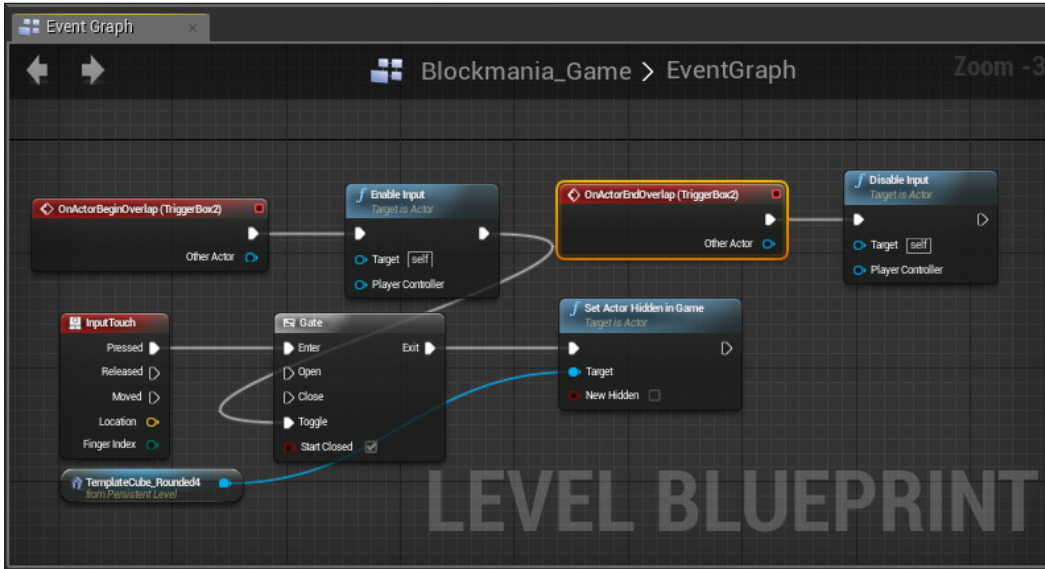 Event Graph
Blockmania_Game > EventGraph
Zoom -3
OnActorBeginOverlap (TriggerBox2)
Other Actor
Enable Input
Target is Actor
Target self
Player Controller
OnActorEndOverlap (TriggerBox2)
Other Actor
Disable Input
Target is Actor
Target self
Player Controller
InputTouch
Pressed
Released
Moved
Location
Finger Index
Gate
Enter Exit
Open
Close
Toggle
Start Closed
Set Actor Hidden in Game
Target is Actor
Target
New Hidden
TemplateCube_Rounded4
from Persistent Level
LEVEL BLUEPRINT